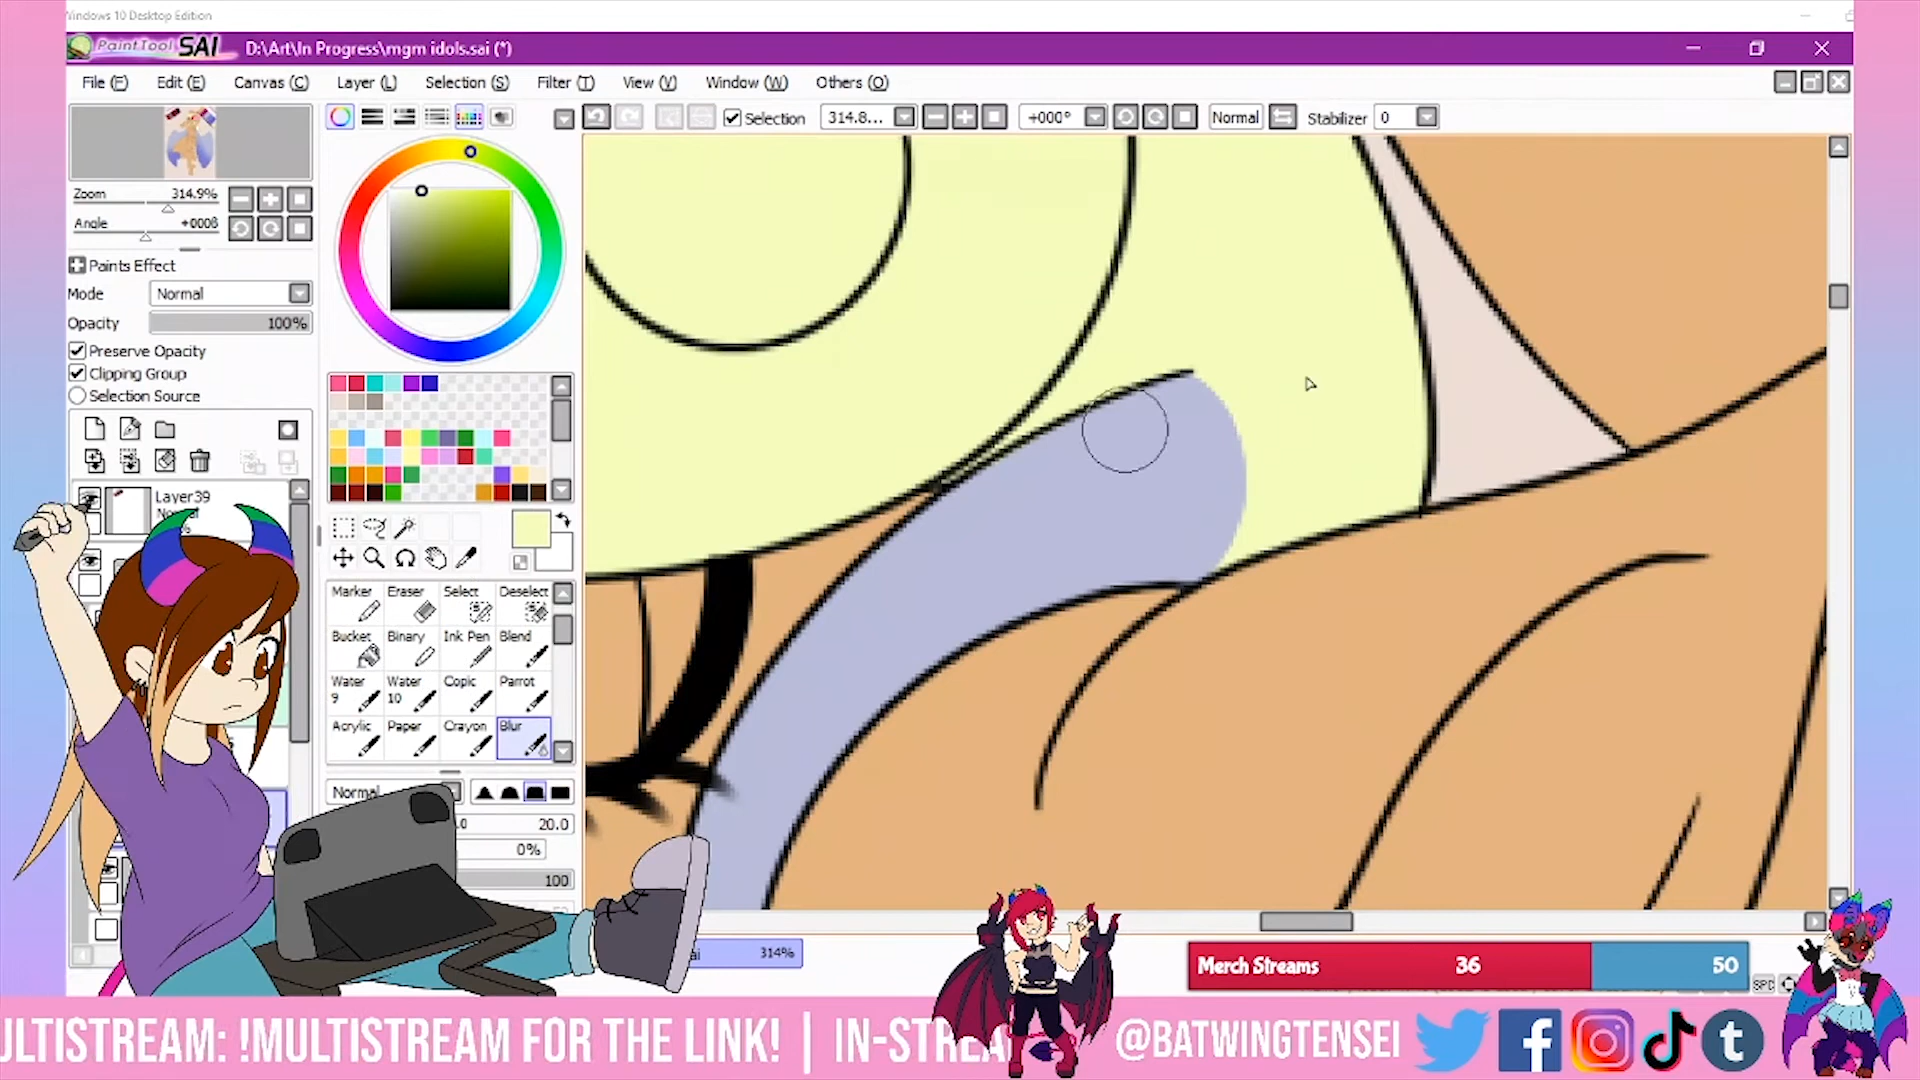 Windows 10 Desktop Edition
PaintTool SAI D:\Art\In Progress\mgm idols.sai (*)
File (F) Edit (E) Canvas (C) Layer (L) Selection (S) Filter (T) View (V) Window (W) Others (O)
Selection 314.8... +000° Normal Stabilizer 0
Zoom 314.9%
Angle
Paints Effect
Mode Normal
Opacity 100%
Preserve Opacity
Clipping Group
Selection Source
Layer39
Marker Eraser Select Deselect
Bucket Binary Ink Pen Blend
Water 9 Water 10 Copic Parrot
Acrylic Paper Crayon Blur
Normal
.0 20.0
0%
100
ai 314%
Merch Streams 36 50
SPC
ULTISTREAM: !MULTISTREAM FOR THE LINK! | IN-STREA @BATWINGTENSEI